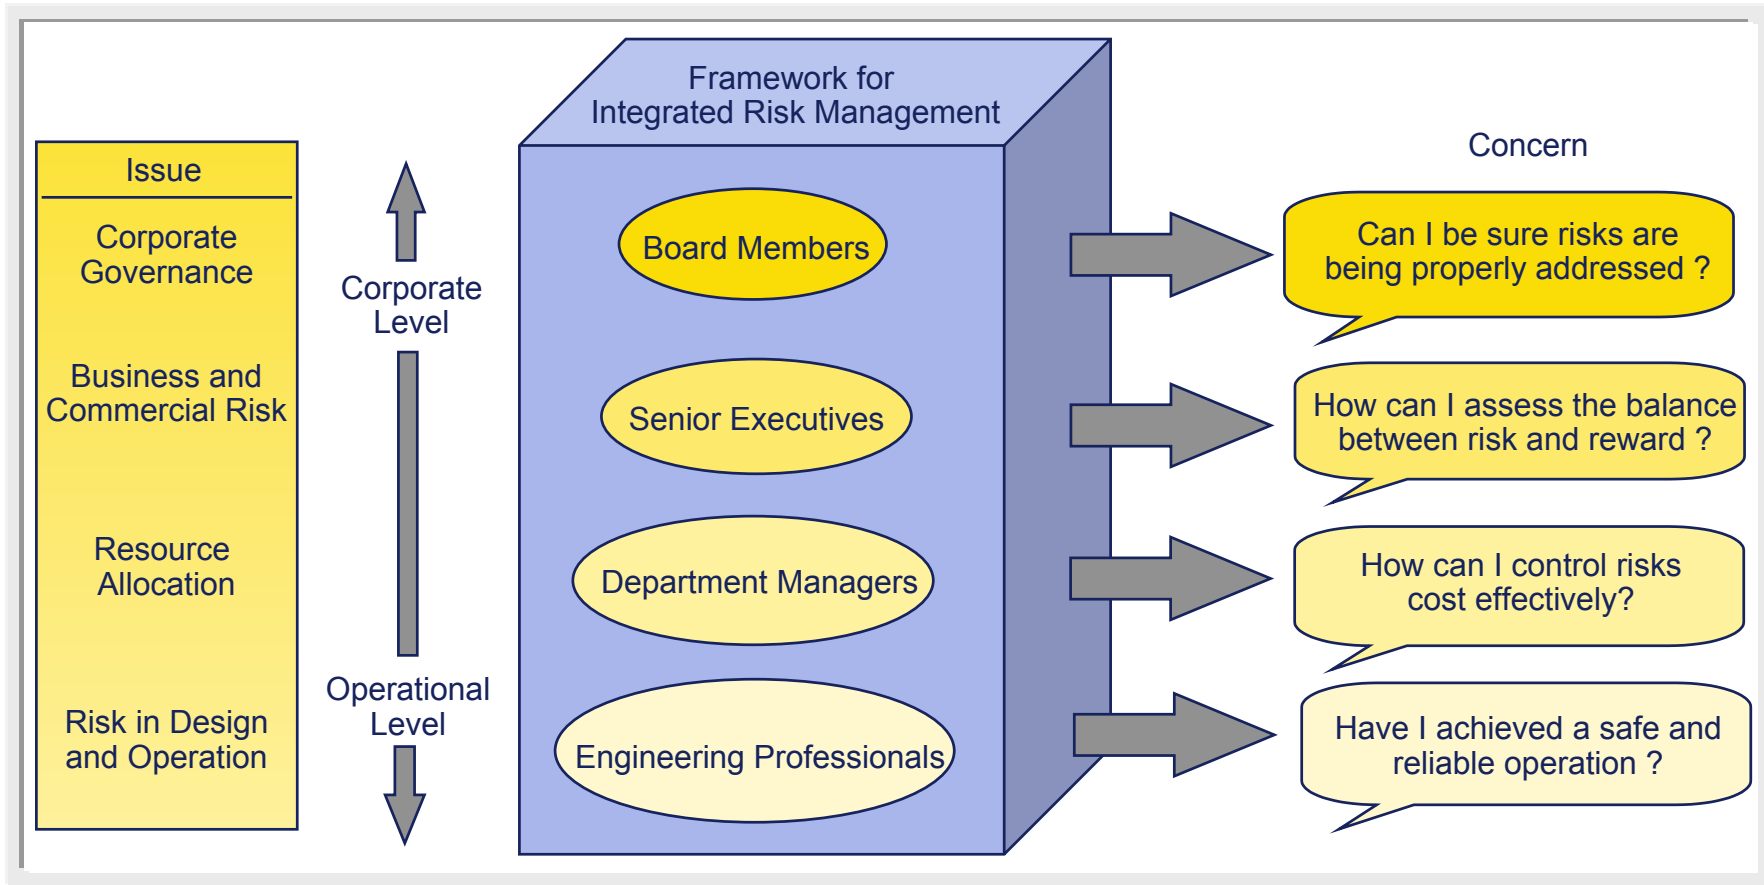 Framework for
Integrated Risk Management
Issue
Corporate
Governance
Business and
Commercial Risk
Resource
Allocation
Risk in Design
and Operation
Corporate
Level
Operational
Level
Board Members
Senior Executives
Department Managers
Engineering Professionals
Concern
Can I be sure risks are
being properly addressed ?
How can I assess the balance
between risk and reward ?
How can I control risks
cost effectively?
Have I achieved a safe and
reliable operation ?